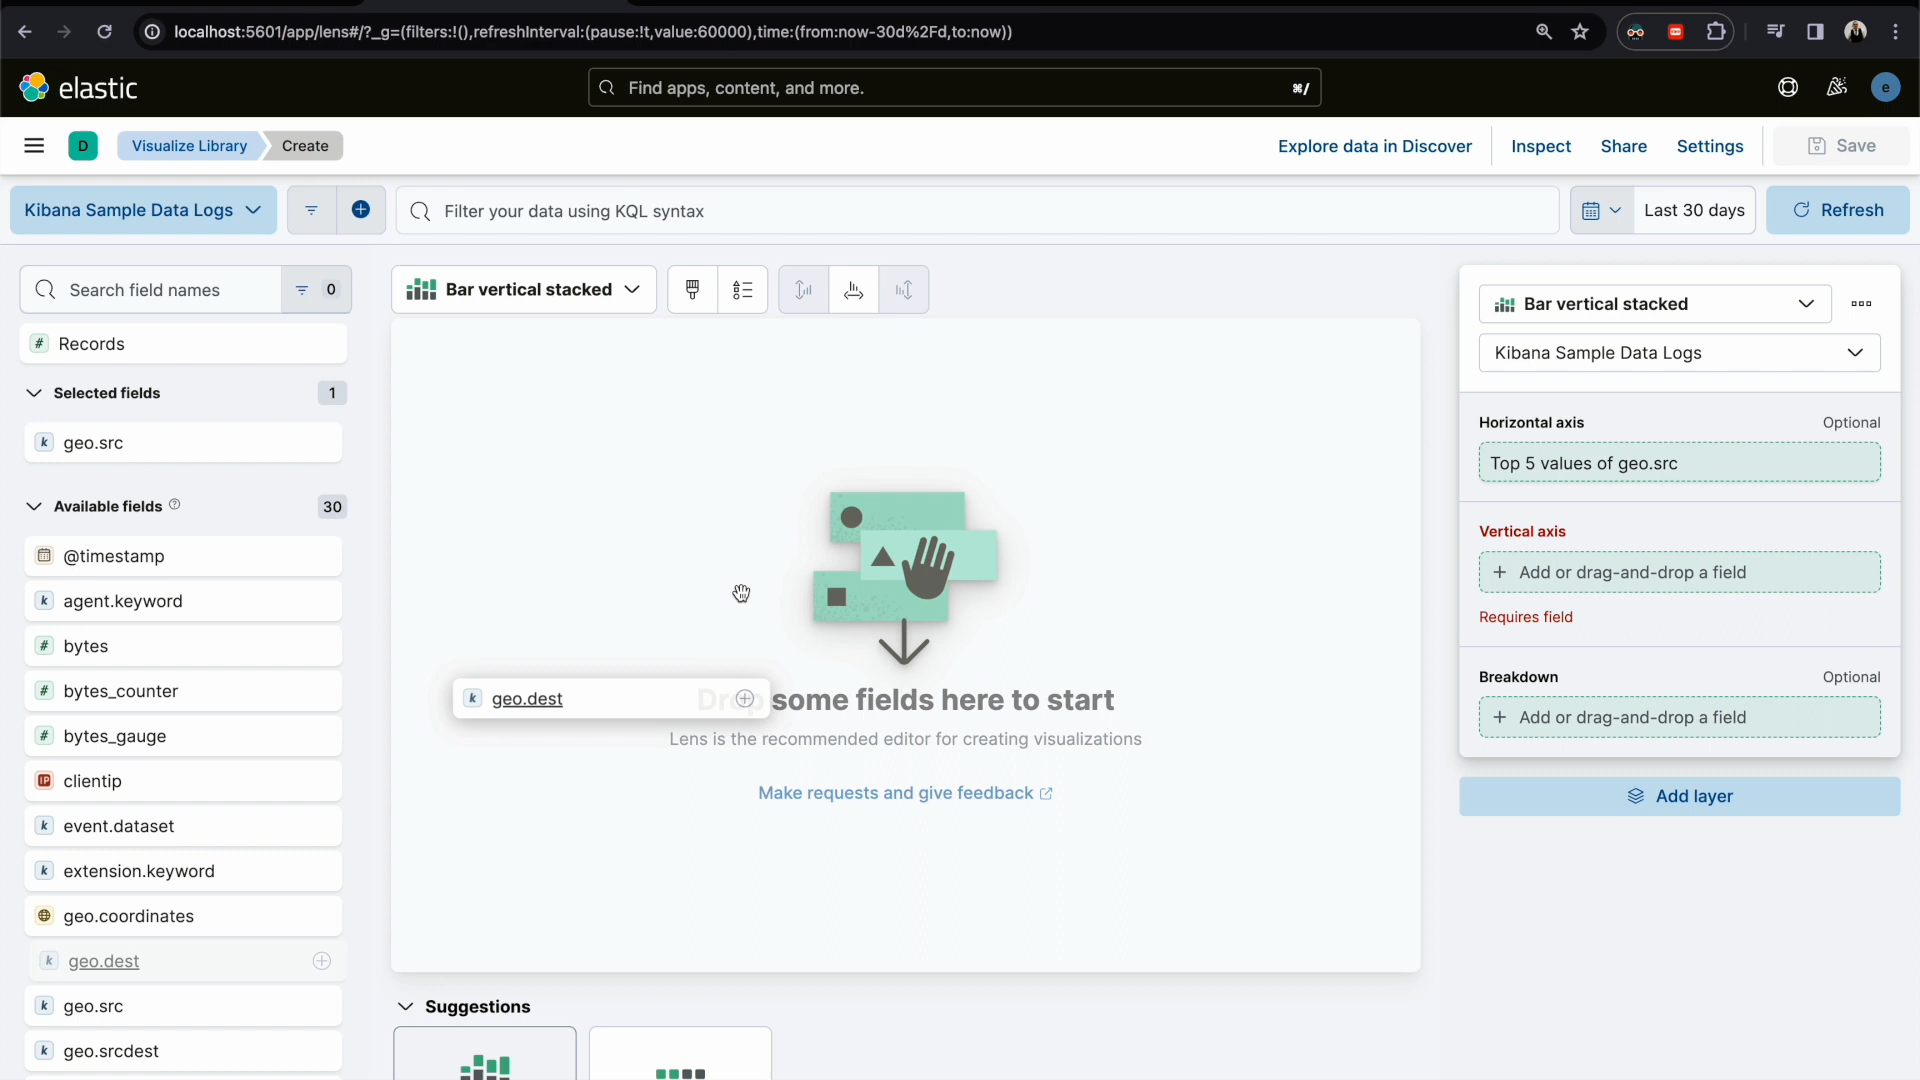 localhost:5601/app/lens#/?_g=(filters:!(),refreshInterval:(pause:!t,value:60000),time:(from:now-30d%2Fd,to:now))
elastic
Find apps, content, and more.
⌘/
e
D
Visualize Library
Create
Explore data in Discover
Inspect
Share
Settings
Save
Kibana Sample Data Logs
Filter your data using KQL syntax
Last 30 days
Refresh
Search field names
0
Records
Selected fields
1
geo.src
Available fields
30
@timestamp
agent.keyword
bytes
bytes_counter
bytes_gauge
clientip
event.dataset
extension.keyword
geo.coordinates
geo.dest
geo.src
geo.srcdest
Bar vertical stacked
geo.dest
Drop some fields here to start
Lens is the recommended editor for creating visualizations
Make requests and give feedback
Suggestions
Bar vertical stacked
Kibana Sample Data Logs
Horizontal axis
Optional
Top 5 values of geo.src
Vertical axis
Add or drag-and-drop a field
Requires field
Breakdown
Optional
Add or drag-and-drop a field
Add layer